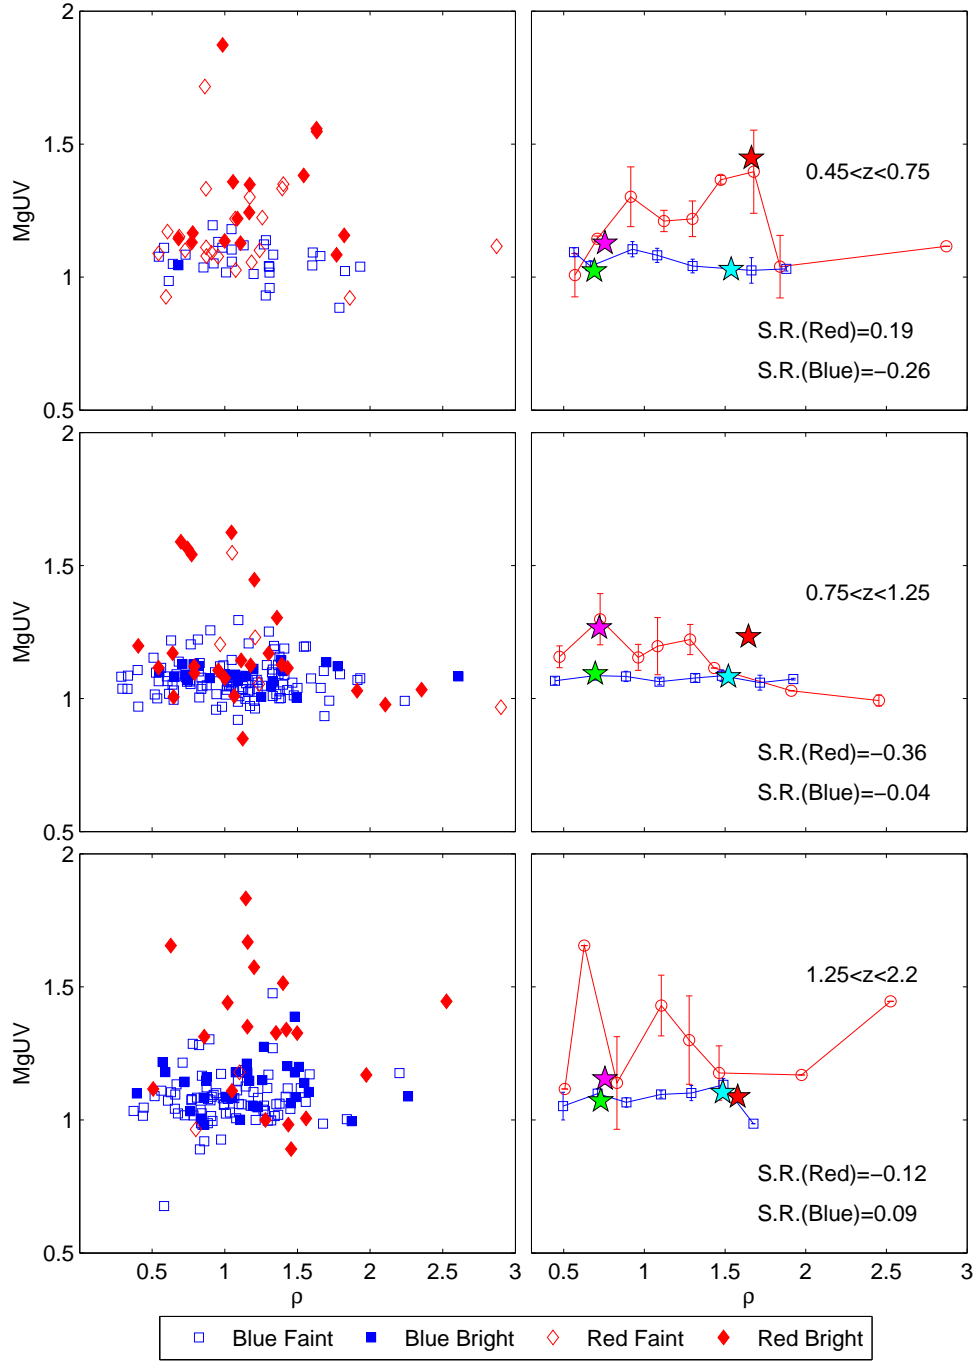 2
1.5
1
0.5
MgUV
0.45<z<0.75
S.R.(Red)=0.19
S.R.(Blue)=−0.26
2
1.5
1
0.5
MgUV
0.75<z<1.25
S.R.(Red)=−0.36
S.R.(Blue)=−0.04
2
1.5
1
0.5
MgUV
1.25<z<2.2
S.R.(Red)=−0.12
S.R.(Blue)=0.09
0.5 1 1.5 2 2.5 3
0.5 1 1.5 2 2.5 3
ρ
ρ
Blue Faint Blue Bright Red Faint Red Bright